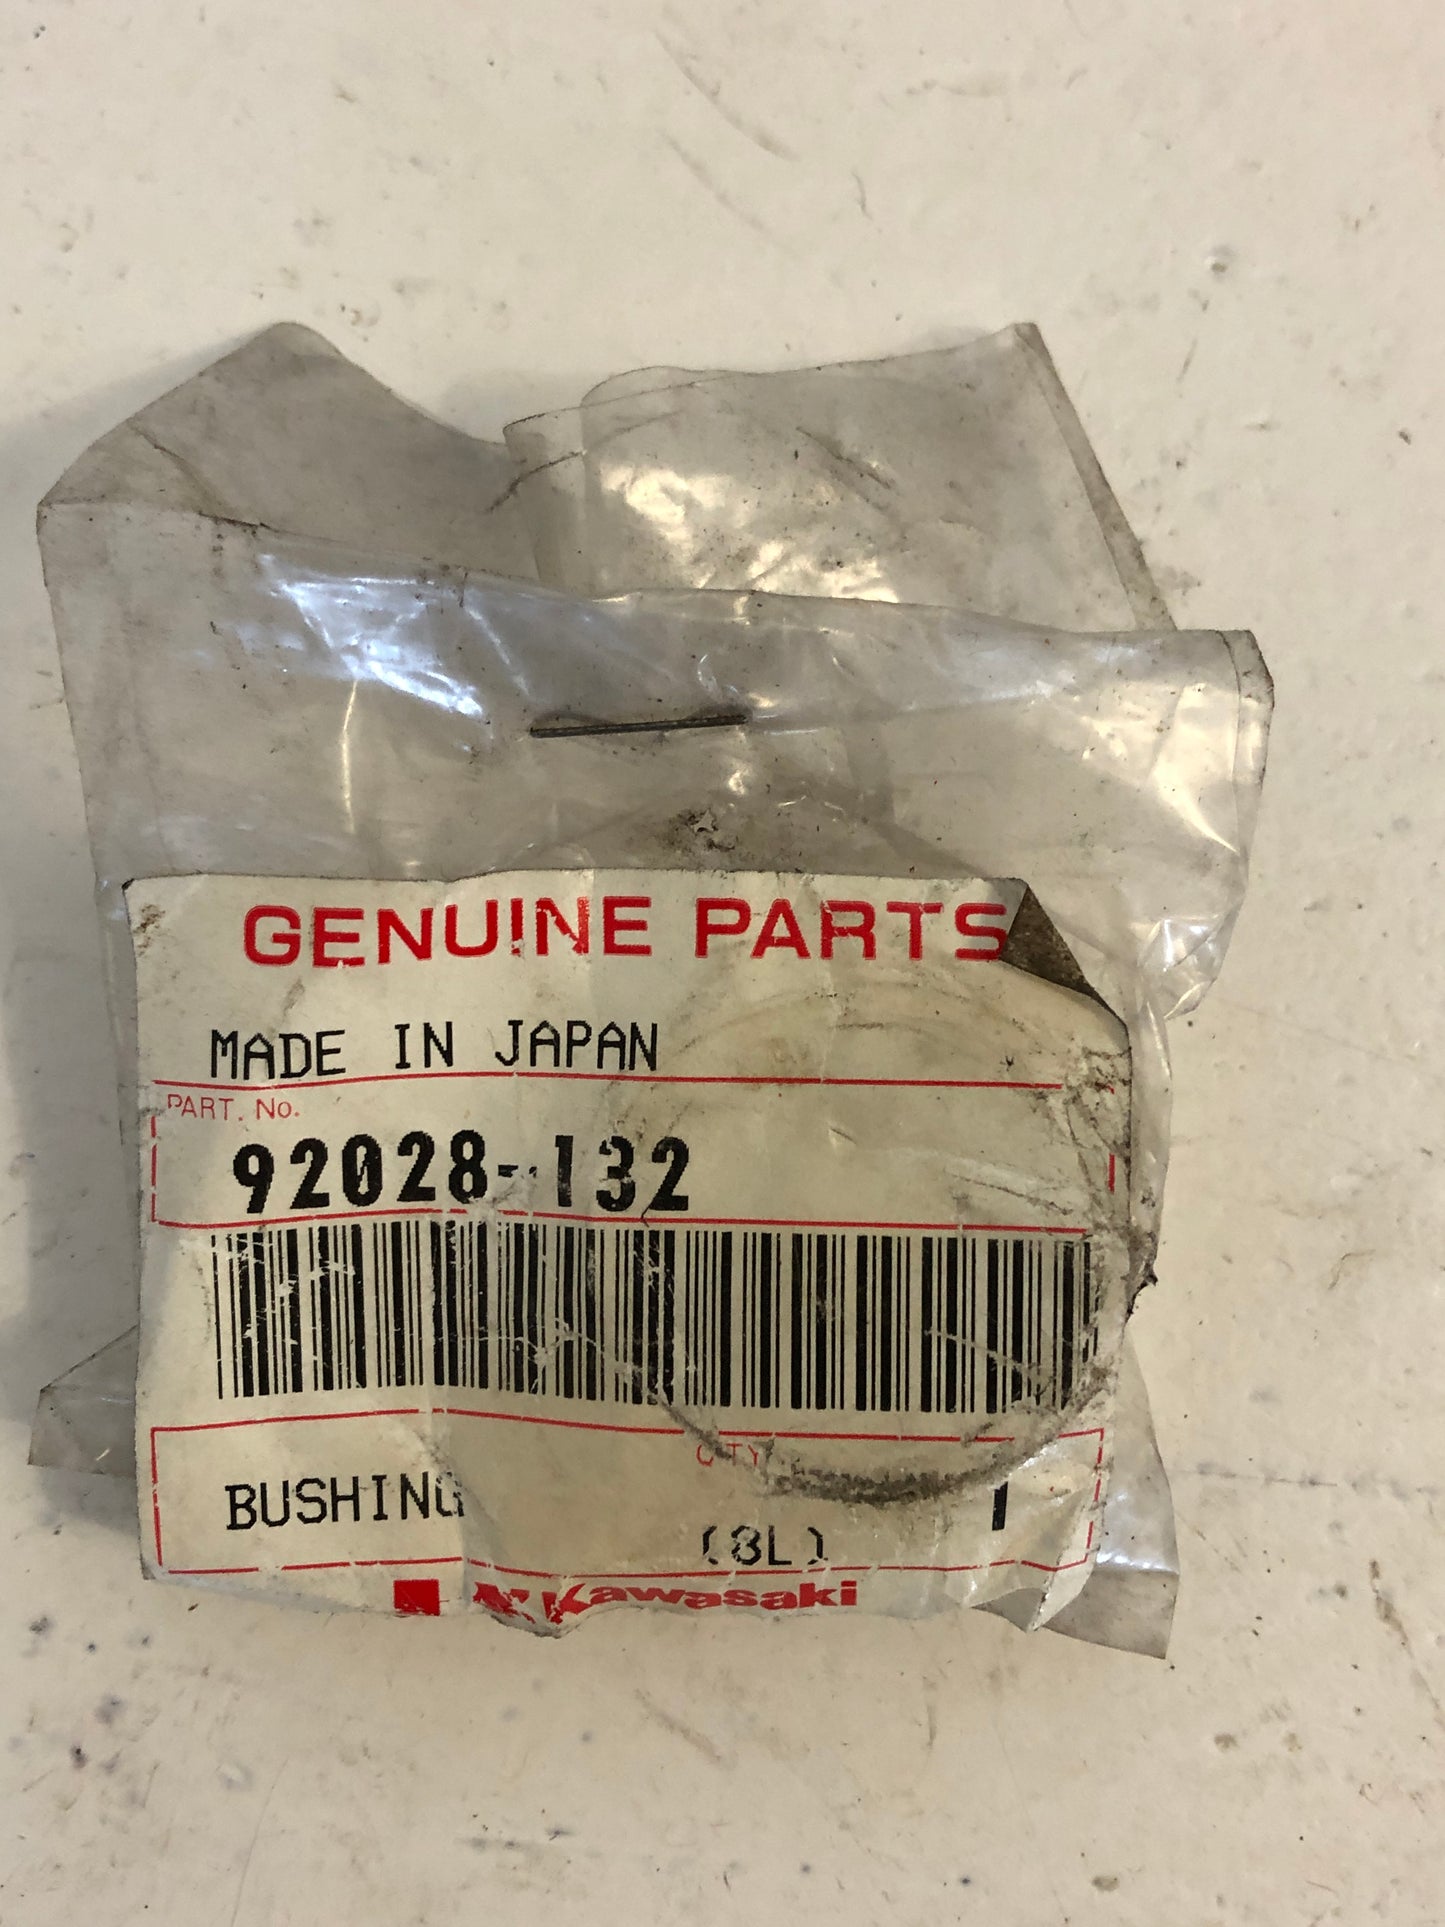 GENUINE PARTS
MADE IN JAPAN
PART. No.
92028-132
QTY
BUSHING 1
(8L)
Kawasaki